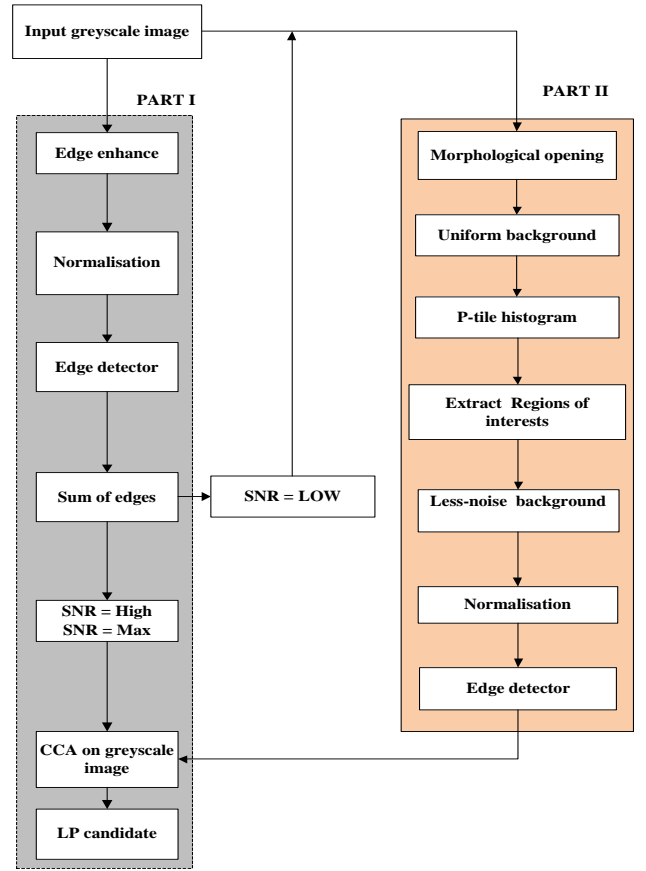 Input greyscale image
PART I
Edge enhance
Normalisation
Edge detector
Sum of edges
SNR = LOW
SNR = High
SNR = Max
CCA on greyscale
image
LP candidate
PART II
Morphological opening
Uniform background
P-tile histogram
Extract Regions of
interests
Less-noise background
Normalisation
Edge detector